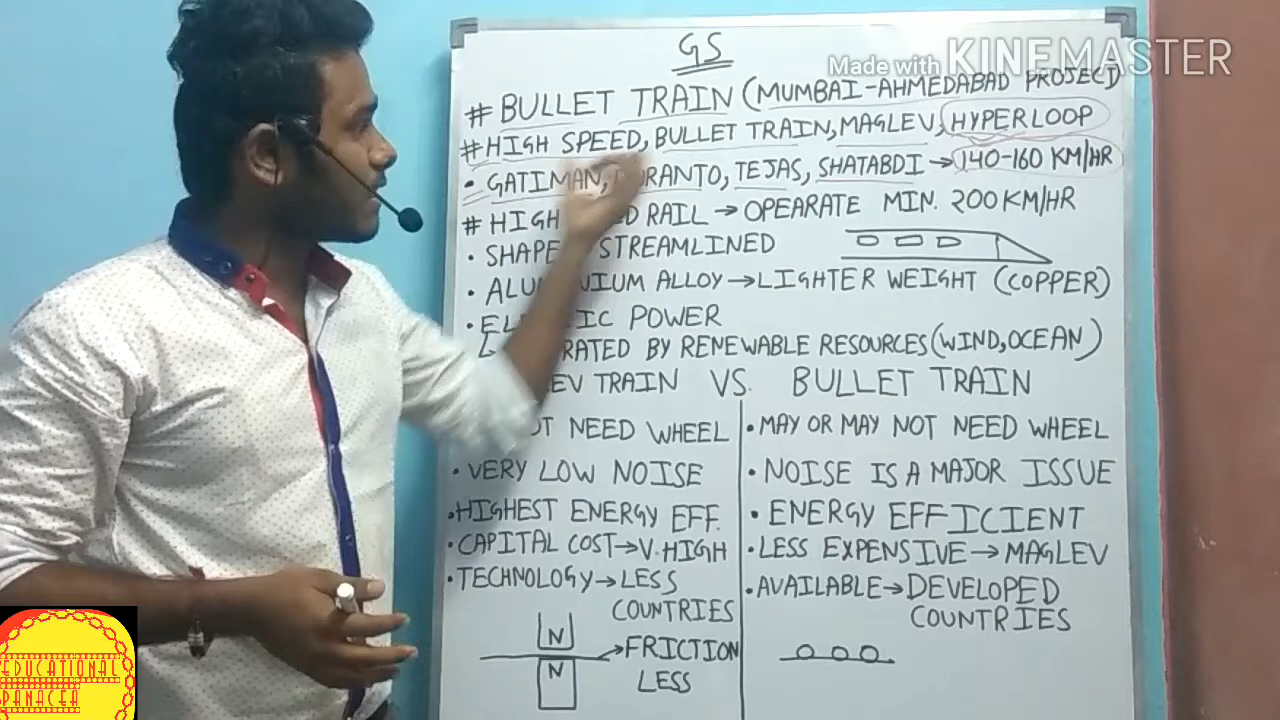 GS
Made with KINEMASTER
# BULLET TRAIN (MUMBAI-AHMEDABAD PROJECT)
# HIGH SPEED, BULLET TRAIN, MAGLEV, HYPERLOOP
• GATIMAN, TEJAS, SHATABDI → 140-160 KM/HR
# RAIL → OPEARATE MIN. 200 KM/HR
• SHAPE STREAMLINED
• ALLOY → LIGHTER WEIGHT (COPPER)
• POWER
BY RENEWABLE RESOURCES (WIND, OCEAN)
TRAIN VS. BULLET TRAIN
NEED WHEEL
• VERY LOW NOISE
• HIGHEST ENERGY EFF.
• CAPITAL COST → V.HIGH
• TECHNOLOGY → LESS
COUNTRIES
N
N
→ FRICTION
LESS
• MAY OR MAY NOT NEED WHEEL
• NOISE IS A MAJOR ISSUE
• ENERGY EFFICIENT
• LESS EXPENSIVE → MAGLEV
• AVAILABLE → DEVELOPED
COUNTRIES
EDUCATIONAL
PANACEA